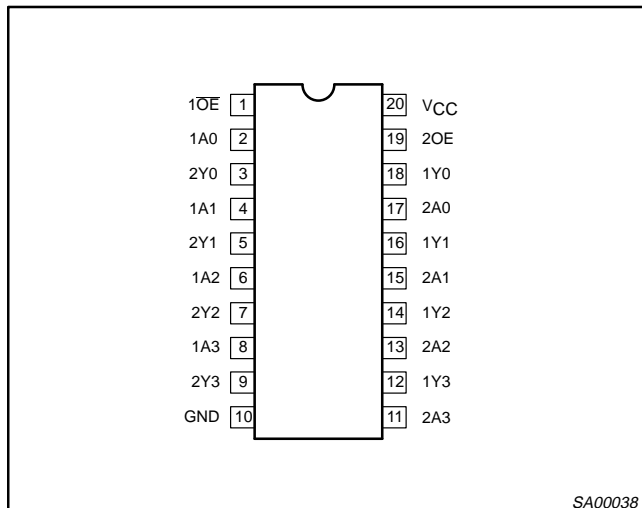 1O̅E̅ 1 20 VCC
1A0 2 19 2OE
2Y0 3 18 1Y0
1A1 4 17 2A0
2Y1 5 16 1Y1
1A2 6 15 2A1
2Y2 7 14 1Y2
1A3 8 13 2A2
2Y3 9 12 1Y3
GND 10 11 2A3
SA00038